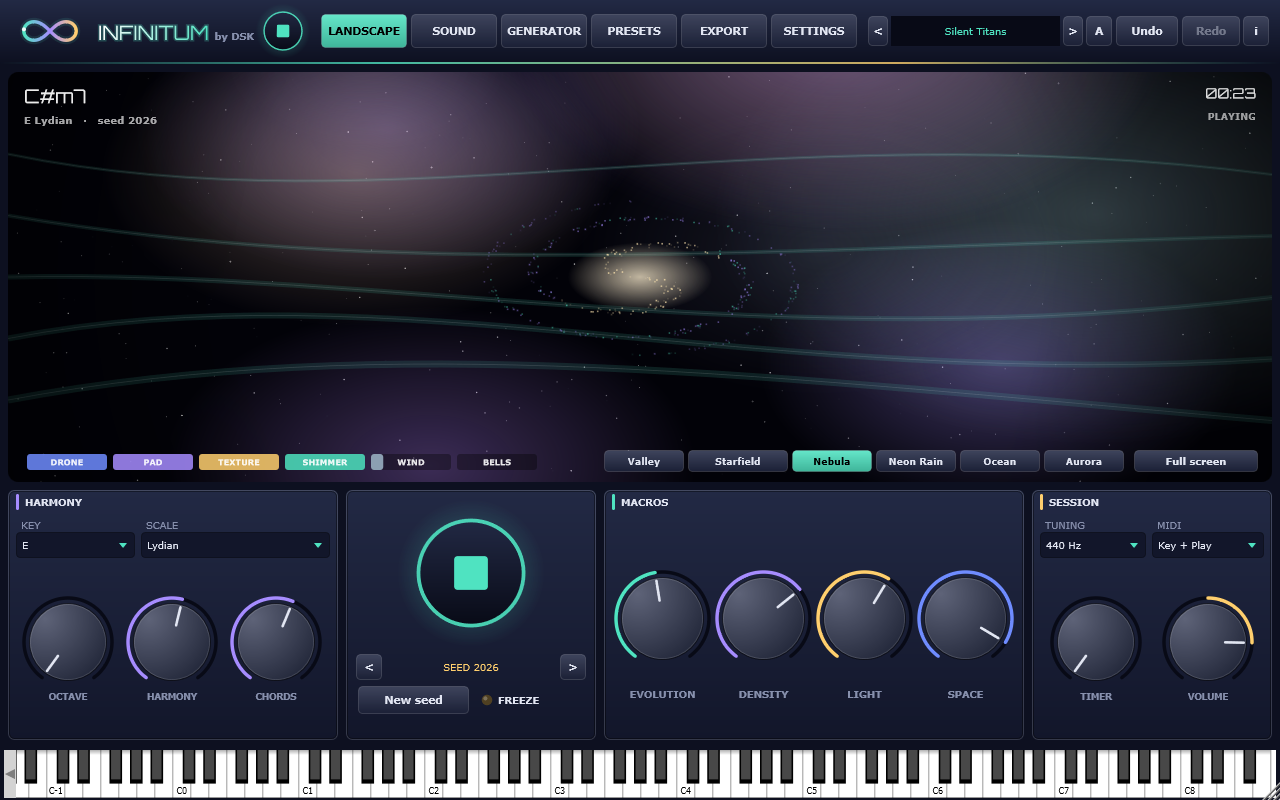 INFINITUM by DSK
LANDSCAPE SOUND GENERATOR PRESETS EXPORT SETTINGS < Silent Titans > A Undo Redo i
C#m7
00:23
E Lydian · seed 2026
PLAYING
DRONE PAD TEXTURE SHIMMER WIND BELLS
Valley Starfield Nebula Neon Rain Ocean Aurora Full screen
HARMONY
KEY SCALE
E Lydian
OCTAVE HARMONY CHORDS
< SEED 2026 >
New seed FREEZE
MACROS
EVOLUTION DENSITY LIGHT SPACE
SESSION
TUNING MIDI
440 Hz Key + Play
TIMER VOLUME
C-1 C0 C1 C2 C3 C4 C5 C6 C7 C8